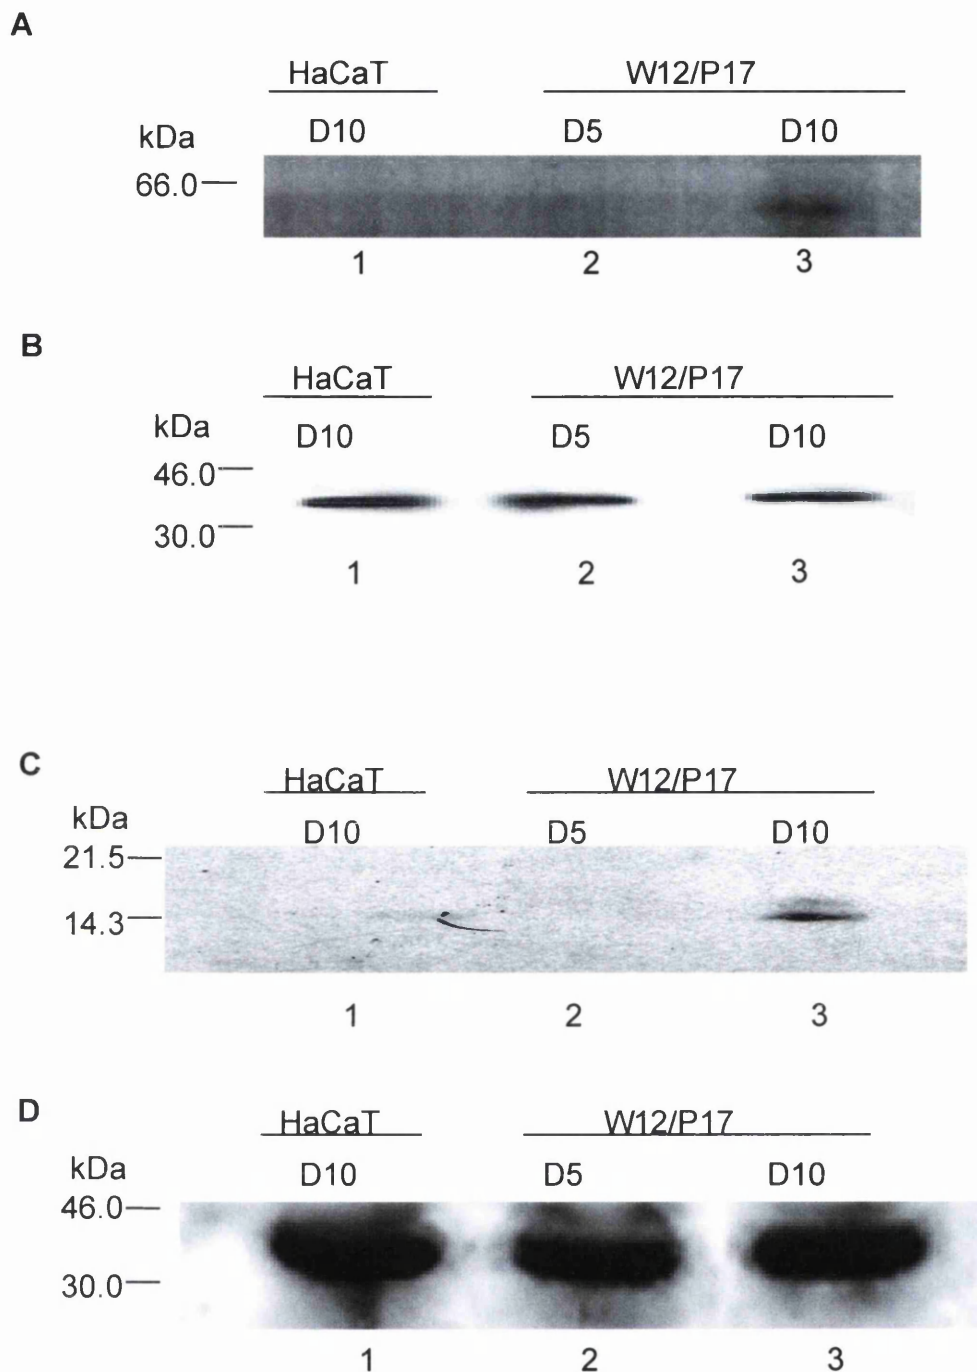 A
HaCaT W12/P17
kDa D10 D5 D10
66.0
1 2 3
B
HaCaT W12/P17
kDa D10 D5 D10
46.0
30.0
1 2 3
C
HaCaT W12/P17
kDa D10 D5 D10
21.5
14.3
1 2 3
D
HaCaT W12/P17
kDa D10 D5 D10
46.0
30.0
1 2 3